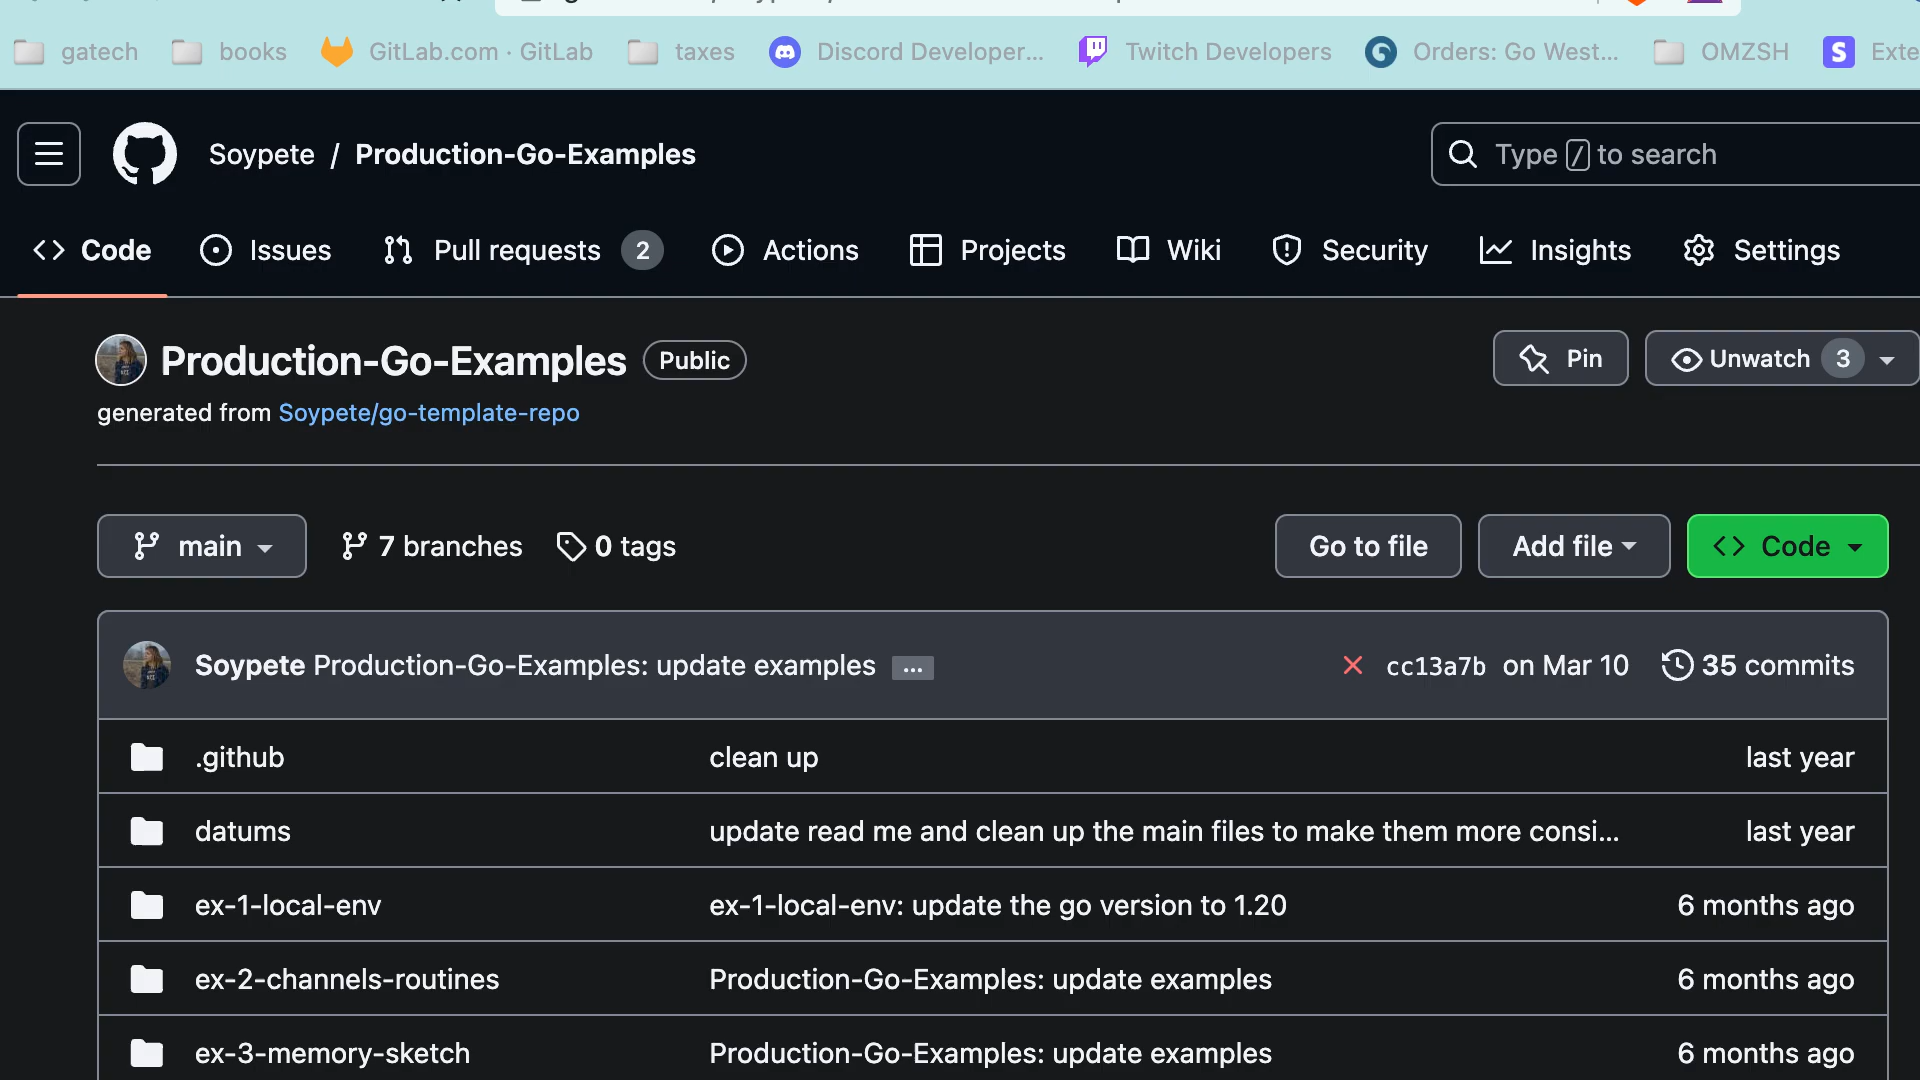 gatech books GitLab.com · GitLab taxes Discord Developer... Twitch Developers Orders: Go West... OMZSH S Exte
Soypete / Production-Go-Examples Type / to search
Code Issues Pull requests 2 Actions Projects Wiki Security Insights Settings
Production-Go-Examples Public Pin Unwatch 3
generated from Soypete/go-template-repo
main 7 branches 0 tags Go to file Add file Code
Soypete Production-Go-Examples: update examples ... cc13a7b on Mar 10 35 commits
.github clean up last year
datums update read me and clean up the main files to make them more consi... last year
ex-1-local-env ex-1-local-env: update the go version to 1.20 6 months ago
ex-2-channels-routines Production-Go-Examples: update examples 6 months ago
ex-3-memory-sketch Production-Go-Examples: update examples 6 months ago